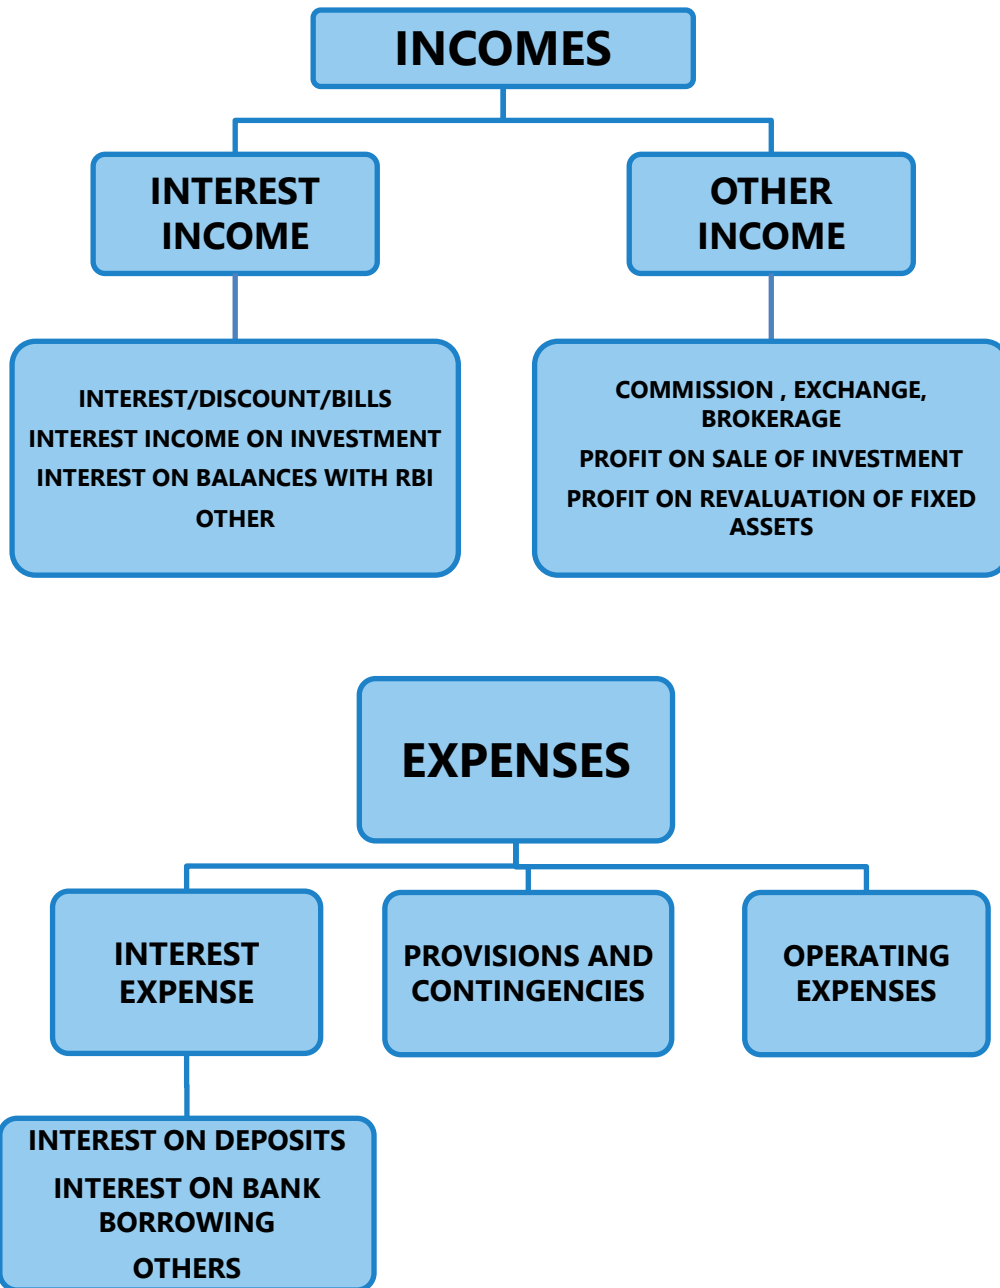 INCOMES
INTEREST
INCOME
OTHER
INCOME
INTEREST/DISCOUNT/BILLS
INTEREST INCOME ON INVESTMENT
INTEREST ON BALANCES WITH RBI
OTHER
COMMISSION , EXCHANGE,
BROKERAGE
PROFIT ON SALE OF INVESTMENT
PROFIT ON REVALUATION OF FIXED
ASSETS
EXPENSES
INTEREST
EXPENSE
PROVISIONS AND
CONTINGENCIES
OPERATING
EXPENSES
INTEREST ON DEPOSITS
INTEREST ON BANK
BORROWING
OTHERS